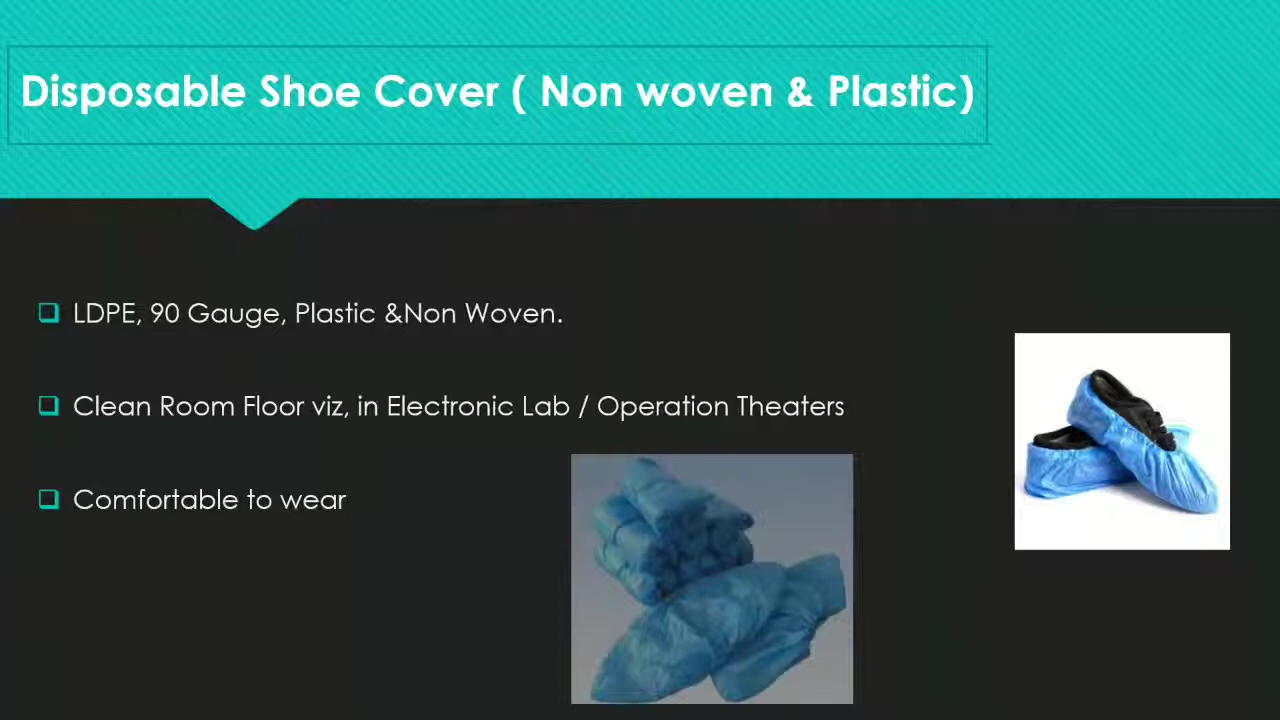 Disposable Shoe Cover ( Non woven & Plastic)
LDPE, 90 Gauge, Plastic &Non Woven.
Clean Room Floor viz, in Electronic Lab / Operation Theaters
Comfortable to wear